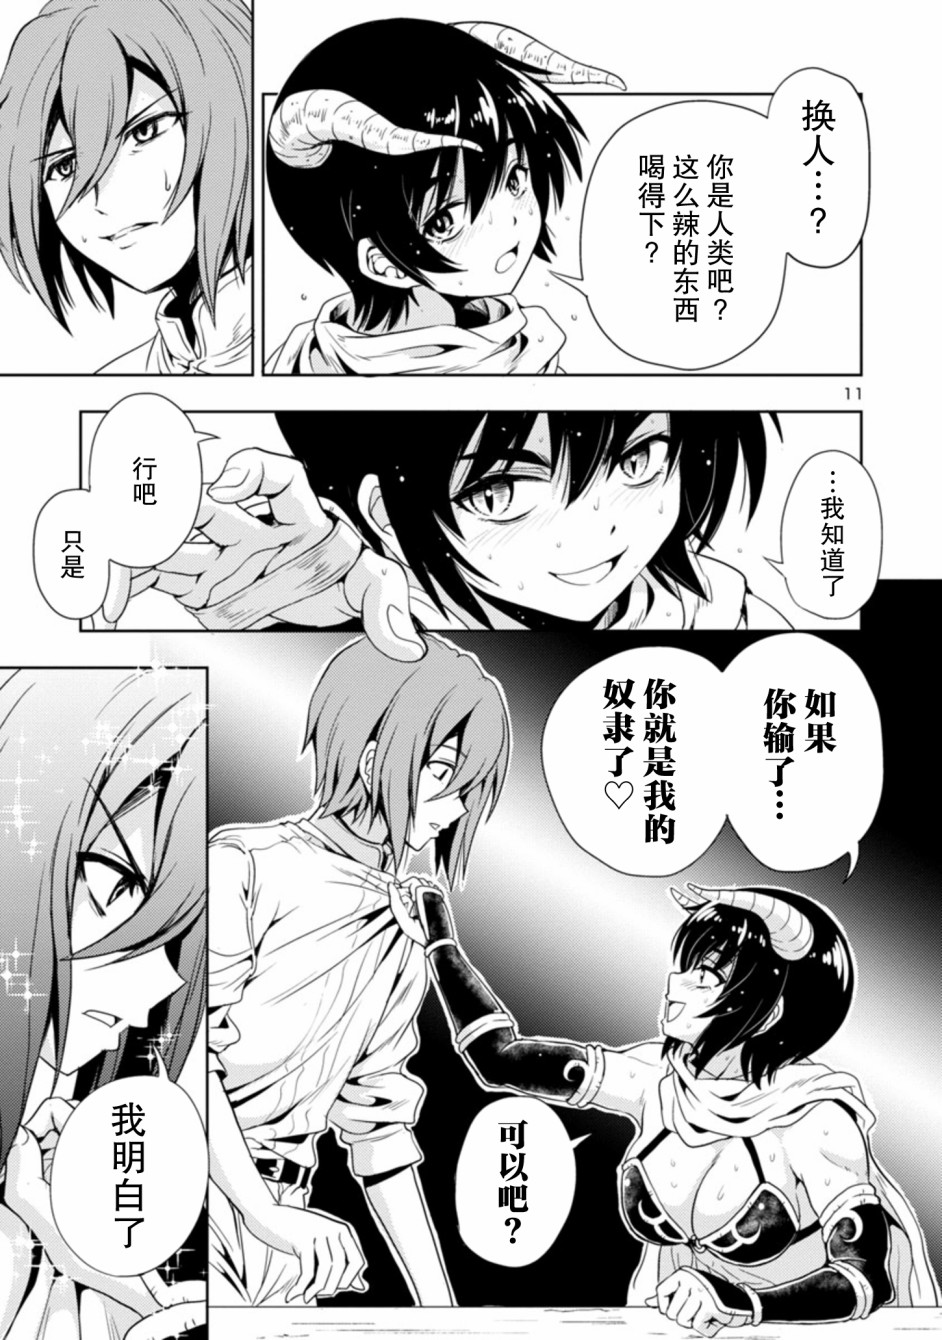 换人…？
你是人类吧？
这么辣的东西
喝得下？
11
…我知道了
行吧
只是
如果
你输了…
你就是我的
奴隶了♡
可以吧？
我明白了